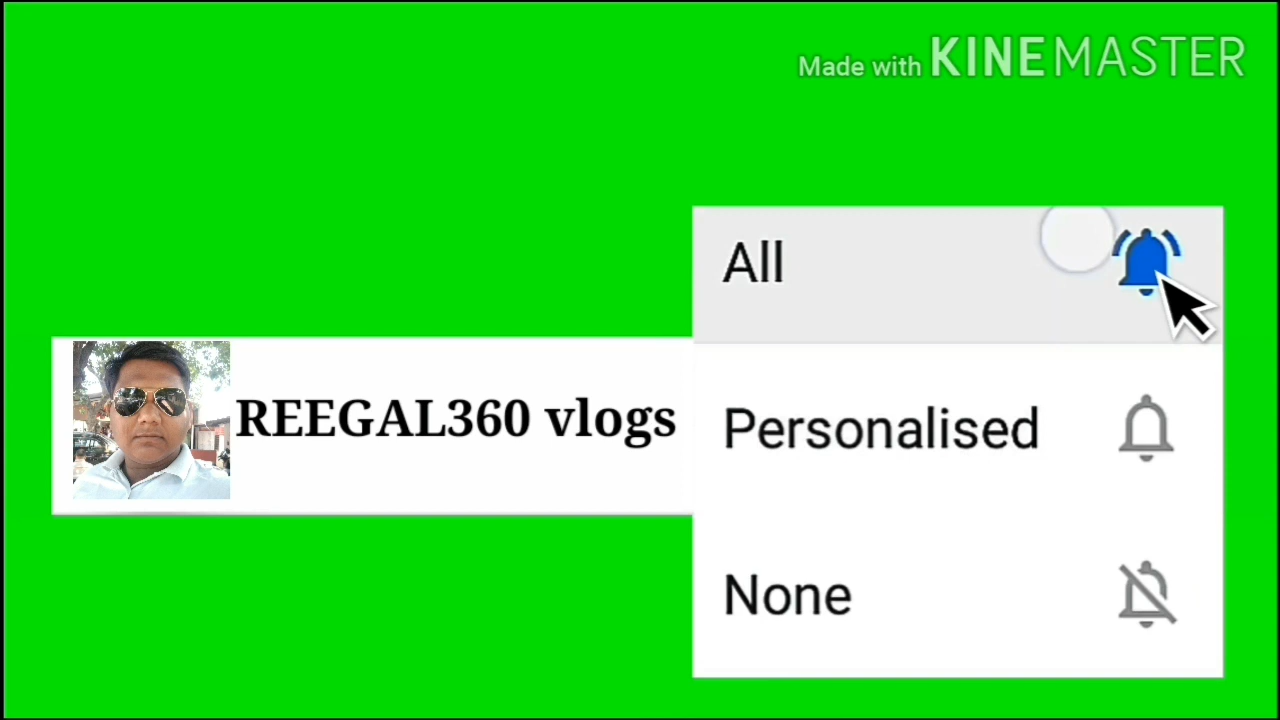 Made with KINEMASTER
All
REEGAL360 vlogs
Personalised
None